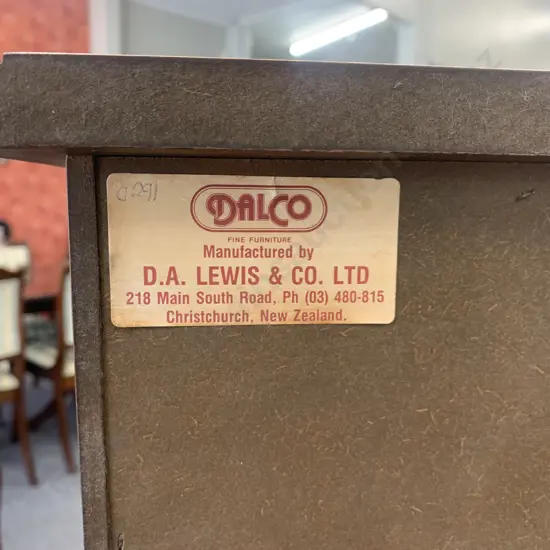 DALCO
FINE FURNITURE
Manufactured by
D.A. LEWIS & CO. LTD
218 Main South Road, Ph (03) 480-815
Christchurch, New Zealand.